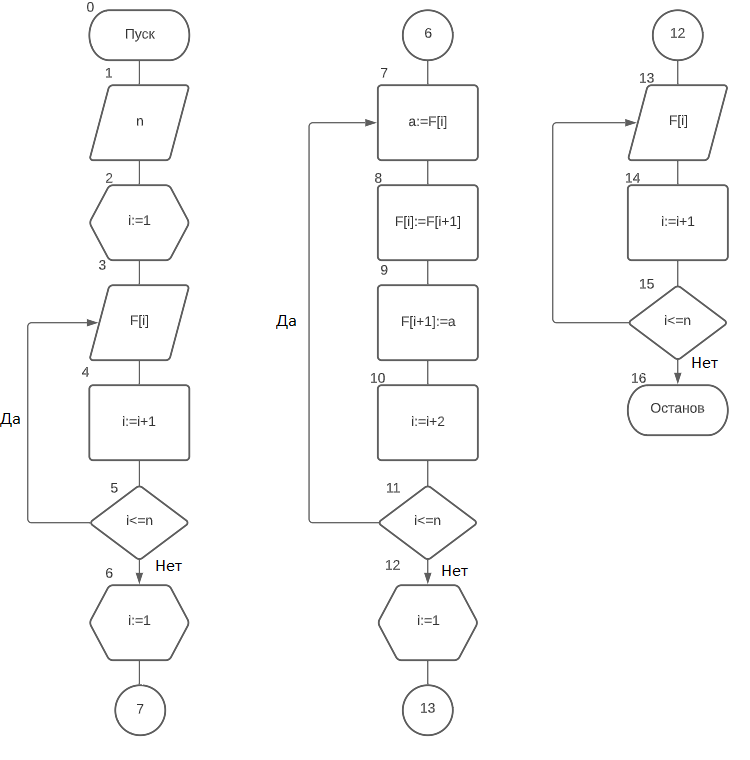 0
Пуск
1
n
2
i:=1
3
F[i]
4
Да
i:=i+1
5
i<=n
Нет
6
i:=1
7
6
7
a:=F[i]
8
F[i]:=F[i+1]
9
Да
F[i+1]:=a
10
i:=i+2
11
i<=n
12
Нет
i:=1
13
12
13
F[i]
14
i:=i+1
15
i<=n
Нет
16
Останов